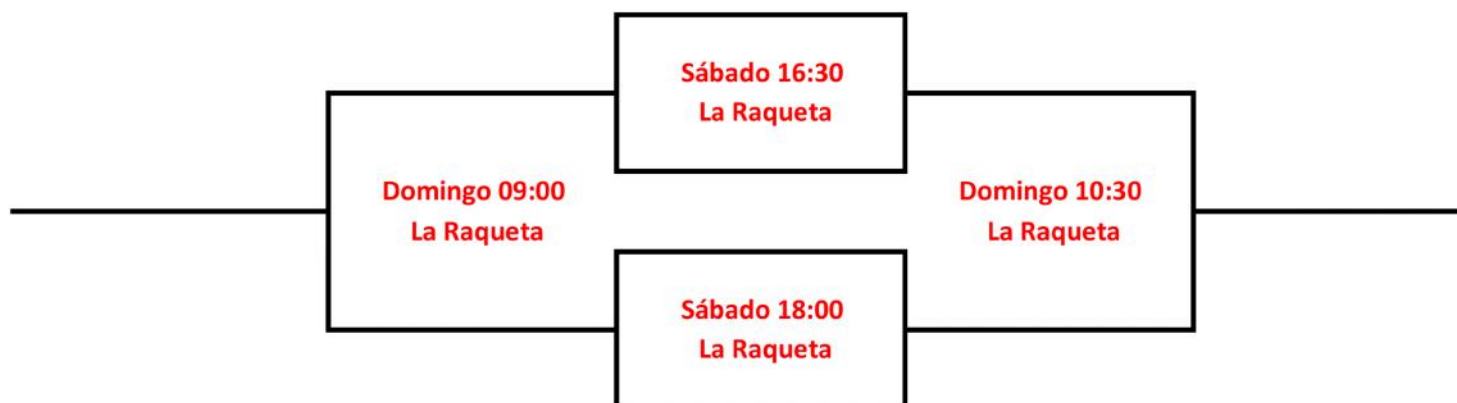 Sábado 16:30
La Raqueta
Domingo 09:00
La Raqueta
Domingo 10:30
La Raqueta
Sábado 18:00
La Raqueta